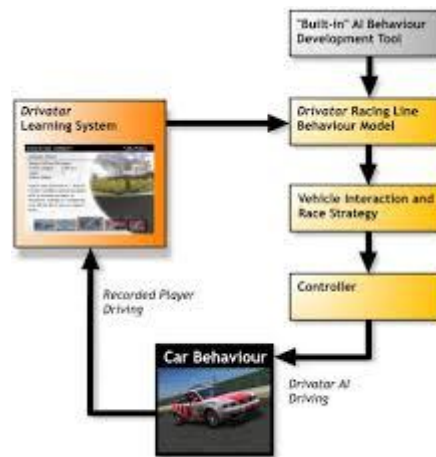 "Built-in" AI Behaviour
Development Tool
Drivatar
Learning System
Drivatar Racing Line
Behaviour Model
Vehicle Interaction and
Race Strategy
Controller
Recorded Player
Driving
Car Behaviour
Drivatar AI
Driving